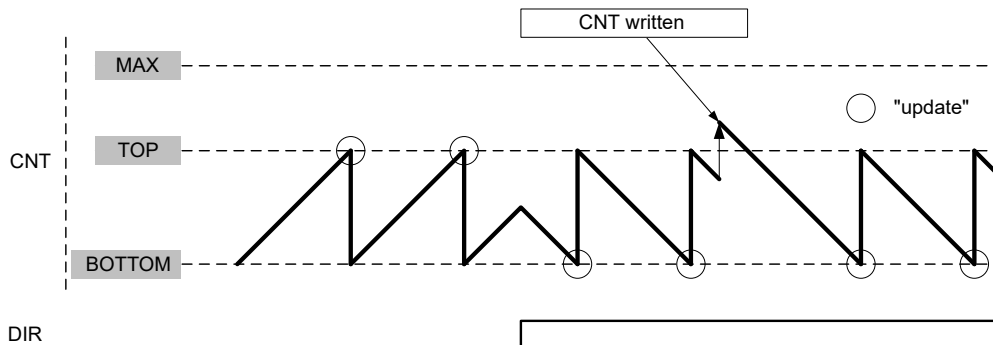 CNT written
MAX
"update"
TOP
CNT
BOTTOM
DIR